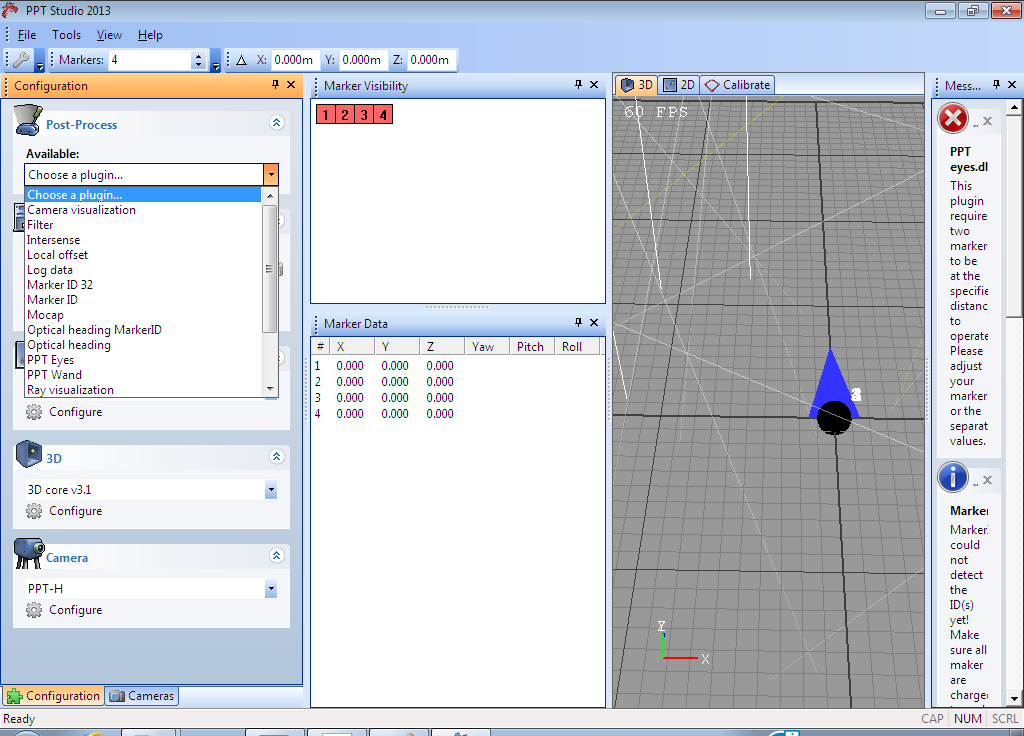 PPT Studio 2013
File Tools View Help
Markers: 4 X: 0.000m Y: 0.000m Z: 0.000m
Configuration
Post-Process
Available:
Choose a plugin...
Choose a plugin...
Camera visualization
Filter
Intersense
Local offset
Log data
Marker ID 32
Marker ID
Mocap
Optical heading MarkerID
Optical heading
PPT Eyes
PPT Wand
Ray visualization
Configure
3D
3D core v3.1
Configure
Camera
PPT-H
Configure
Configuration Cameras
Marker Visibility
1 2 3 4
Marker Data
# X Y Z Yaw Pitch Roll
1 0.000 0.000 0.000
2 0.000 0.000 0.000
3 0.000 0.000 0.000
4 0.000 0.000 0.000
3D 2D Calibrate
60 FPS
Z
X
Mess...
..
PPT
eyes.dl
This
plugin
require
two
marker
to be
at the
specifie
distanc
to
operate
Please
adjust
your
marker
or the
separat
values.
..
Marker
Marker
could
not
detect
the
ID(s)
yet!
Make
sure all
maker
are
charge
Ready CAP NUM SCRL